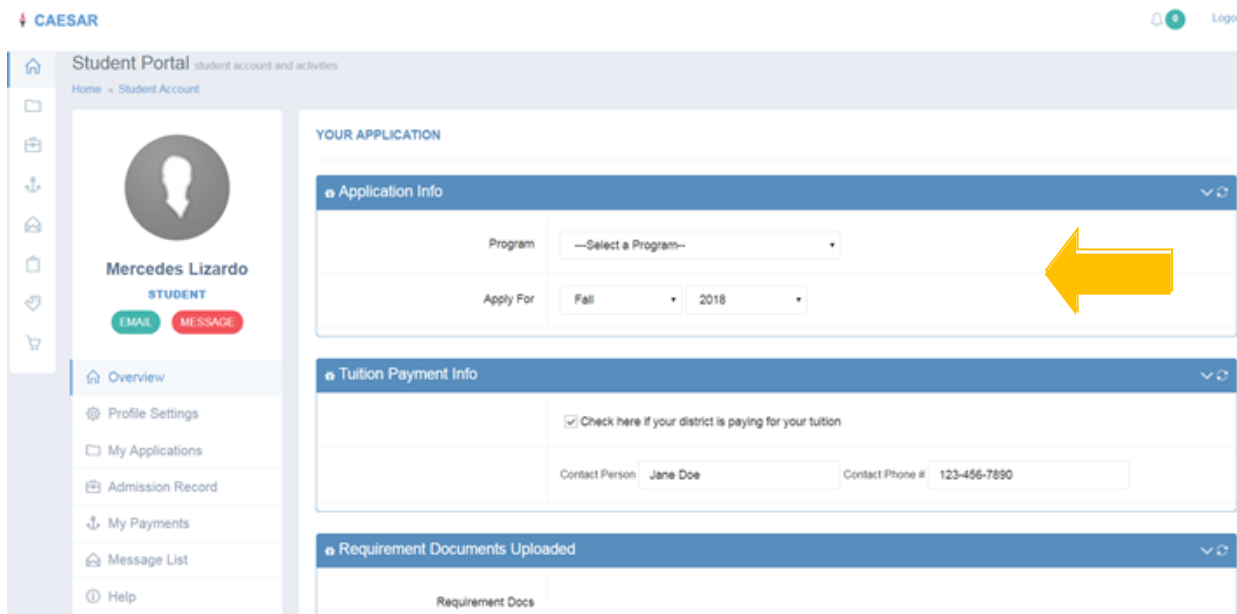 CAESAR
0 Logo
Student Portal student account and activities
Home » Student Account
Mercedes Lizardo
STUDENT
EMAIL MESSAGE
Overview
Profile Settings
My Applications
Admission Record
My Payments
Message List
Help
YOUR APPLICATION
Application Info
Program ---Select a Program--
Apply For Fall 2018
Tuition Payment Info
Check here if your district is paying for your tuition
Contact Person Jane Doe Contact Phone # 123-456-7890
Requirement Documents Uploaded
Requirement Docs